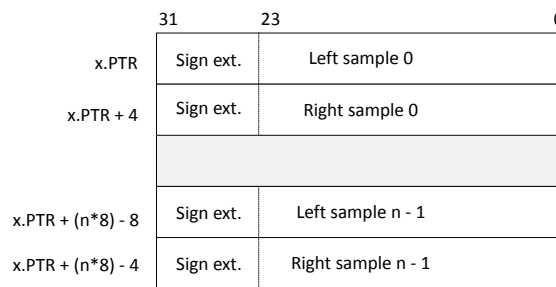 31 23
x.PTR Sign ext. Left sample 0
x.PTR + 4 Sign ext. Right sample 0
x.PTR + (n*8) - 8 Sign ext. Left sample n - 1
x.PTR + (n*8) - 4 Sign ext. Right sample n - 1